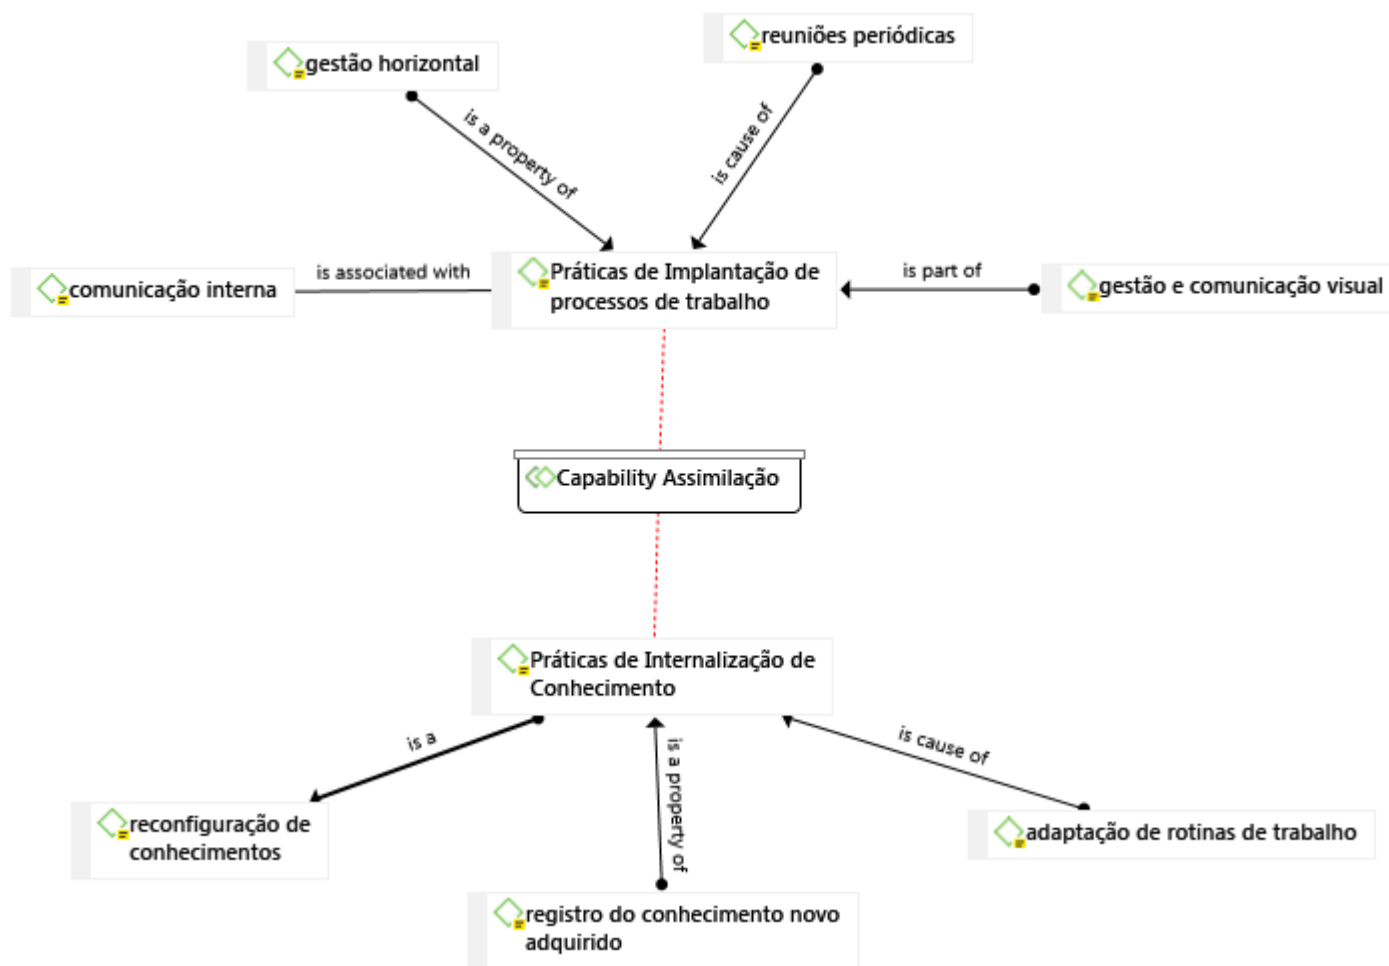 reuniões periódicas
gestão horizontal
is a property of
is cause of
comunicação interna
is associated with
Práticas de Implantação de
processos de trabalho
is part of
gestão e comunicação visual
Capability Assimilação
Práticas de Internalização de
Conhecimento
is a
is a property of
is cause of
reconfiguração de
conhecimentos
adaptação de rotinas de trabalho
registro do conhecimento novo
adquirido